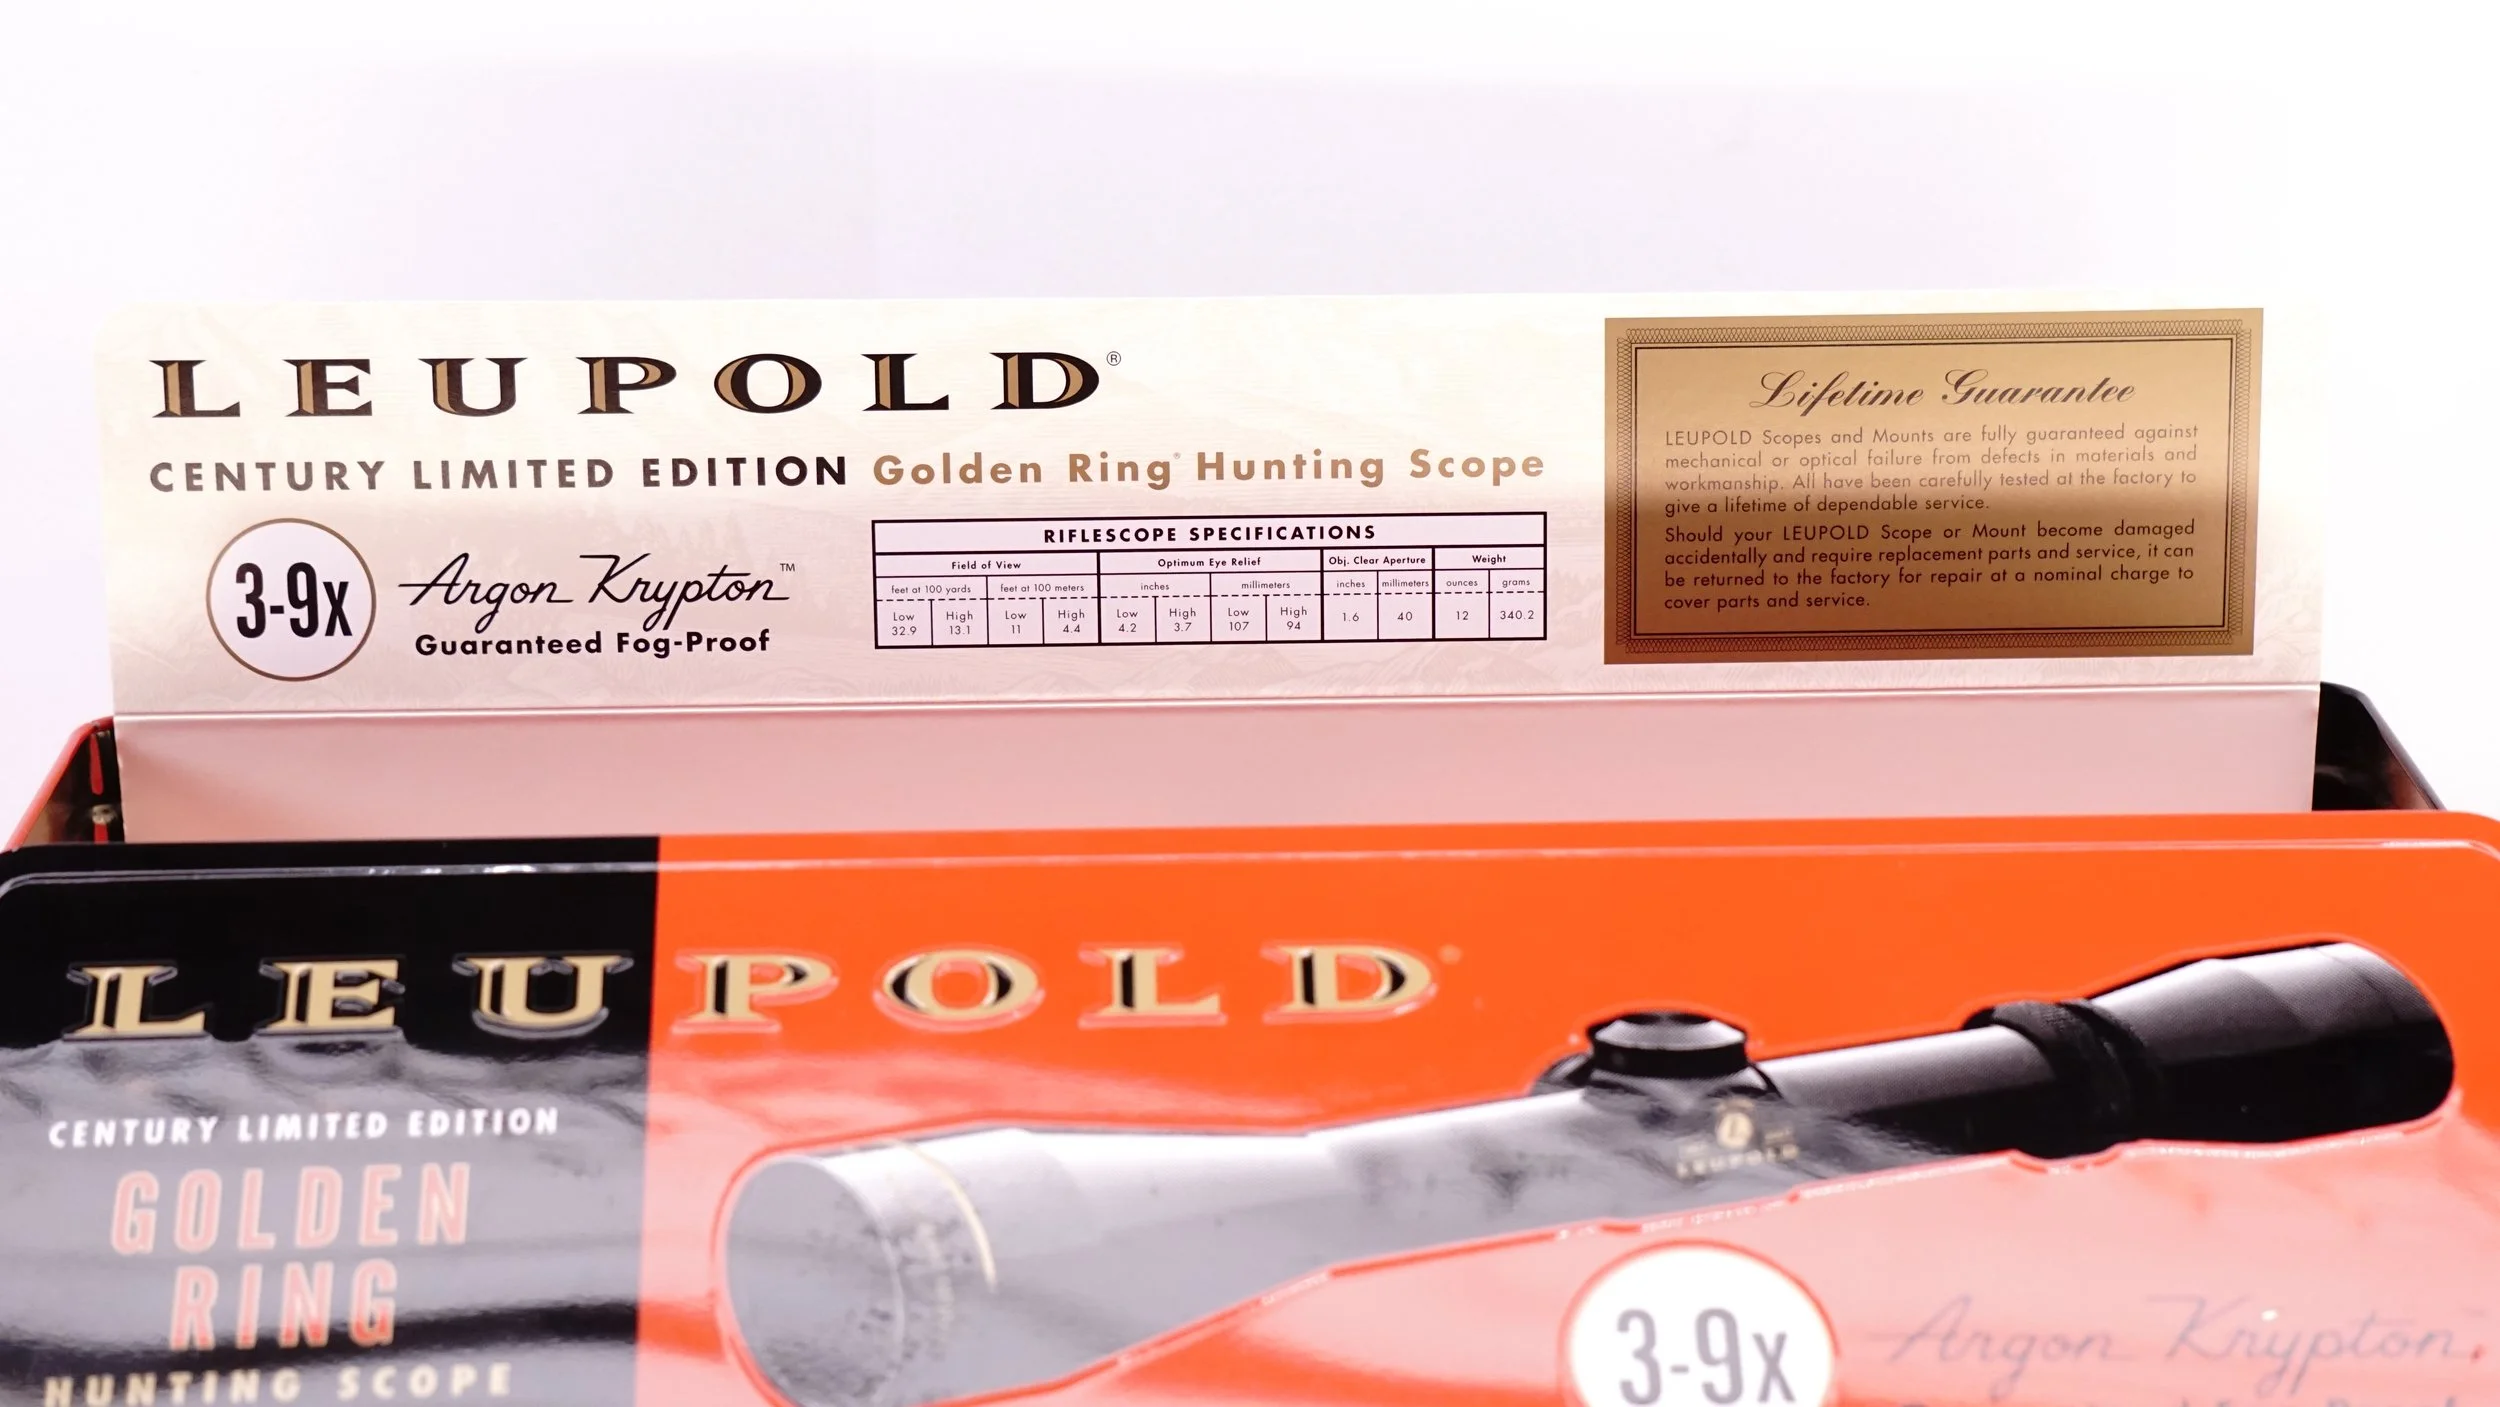 LEUPOLD®
CENTURY LIMITED EDITION Golden Ring® Hunting Scope
3-9x
Argon Krypton™
Guaranteed Fog-Proof
RIFLESCOPE SPECIFICATIONS
Field of View Optimum Eye Relief Obj. Clear Aperture Weight
feet at 100 yards feet at 100 meters inches millimeters inches millimeters ounces grams
Low High Low High Low High Low High
32.9 13.1 11 4.4 4.2 3.7 107 94 1.6 40 12 340.2
Lifetime Guarantee
LEUPOLD Scopes and Mounts are fully guaranteed against
mechanical or optical failure from defects in materials and
workmanship. All have been carefully tested at the factory to
give a lifetime of dependable service.
Should your LEUPOLD Scope or Mount become damaged
accidentally and require replacement parts and service, it can
be returned to the factory for repair at a nominal charge to
cover parts and service.
LEUPOLD
CENTURY LIMITED EDITION
GOLDEN
RING
HUNTING SCOPE
L
LEUPOLD
3-9x
Argon Krypton